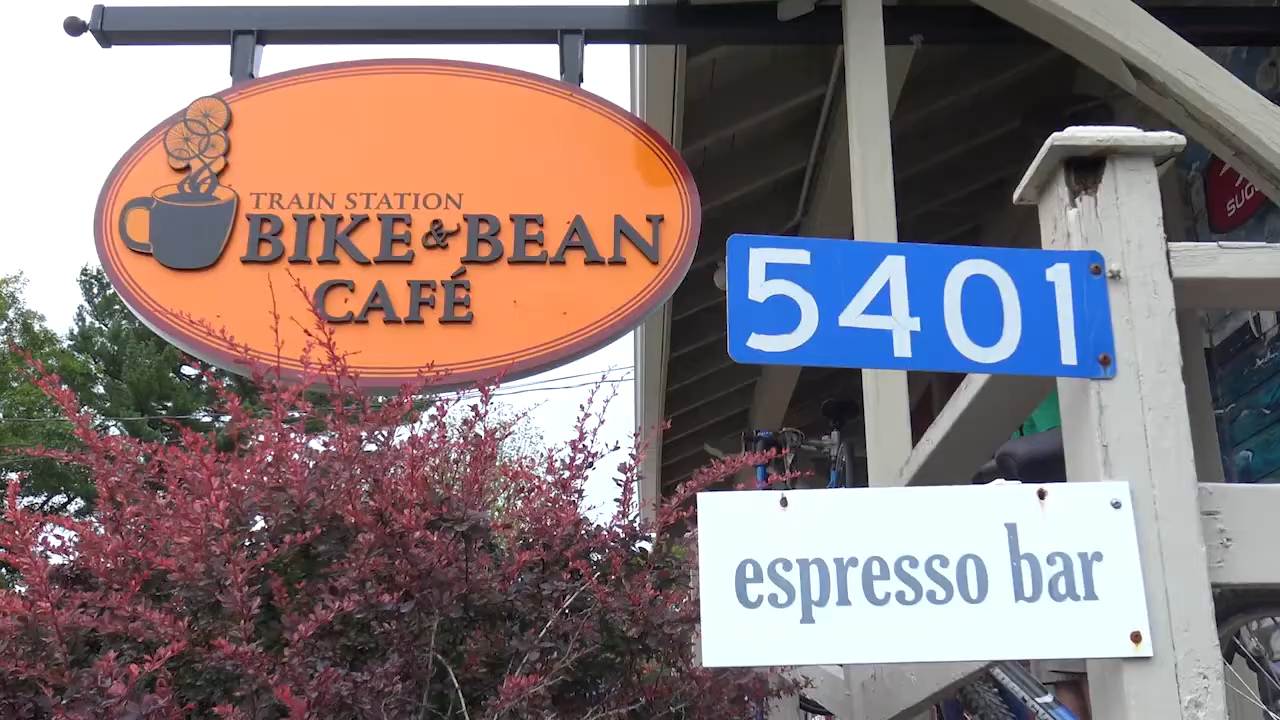 TRAIN STATION
BIKE & BEAN
CAFÉ
5401
espresso bar